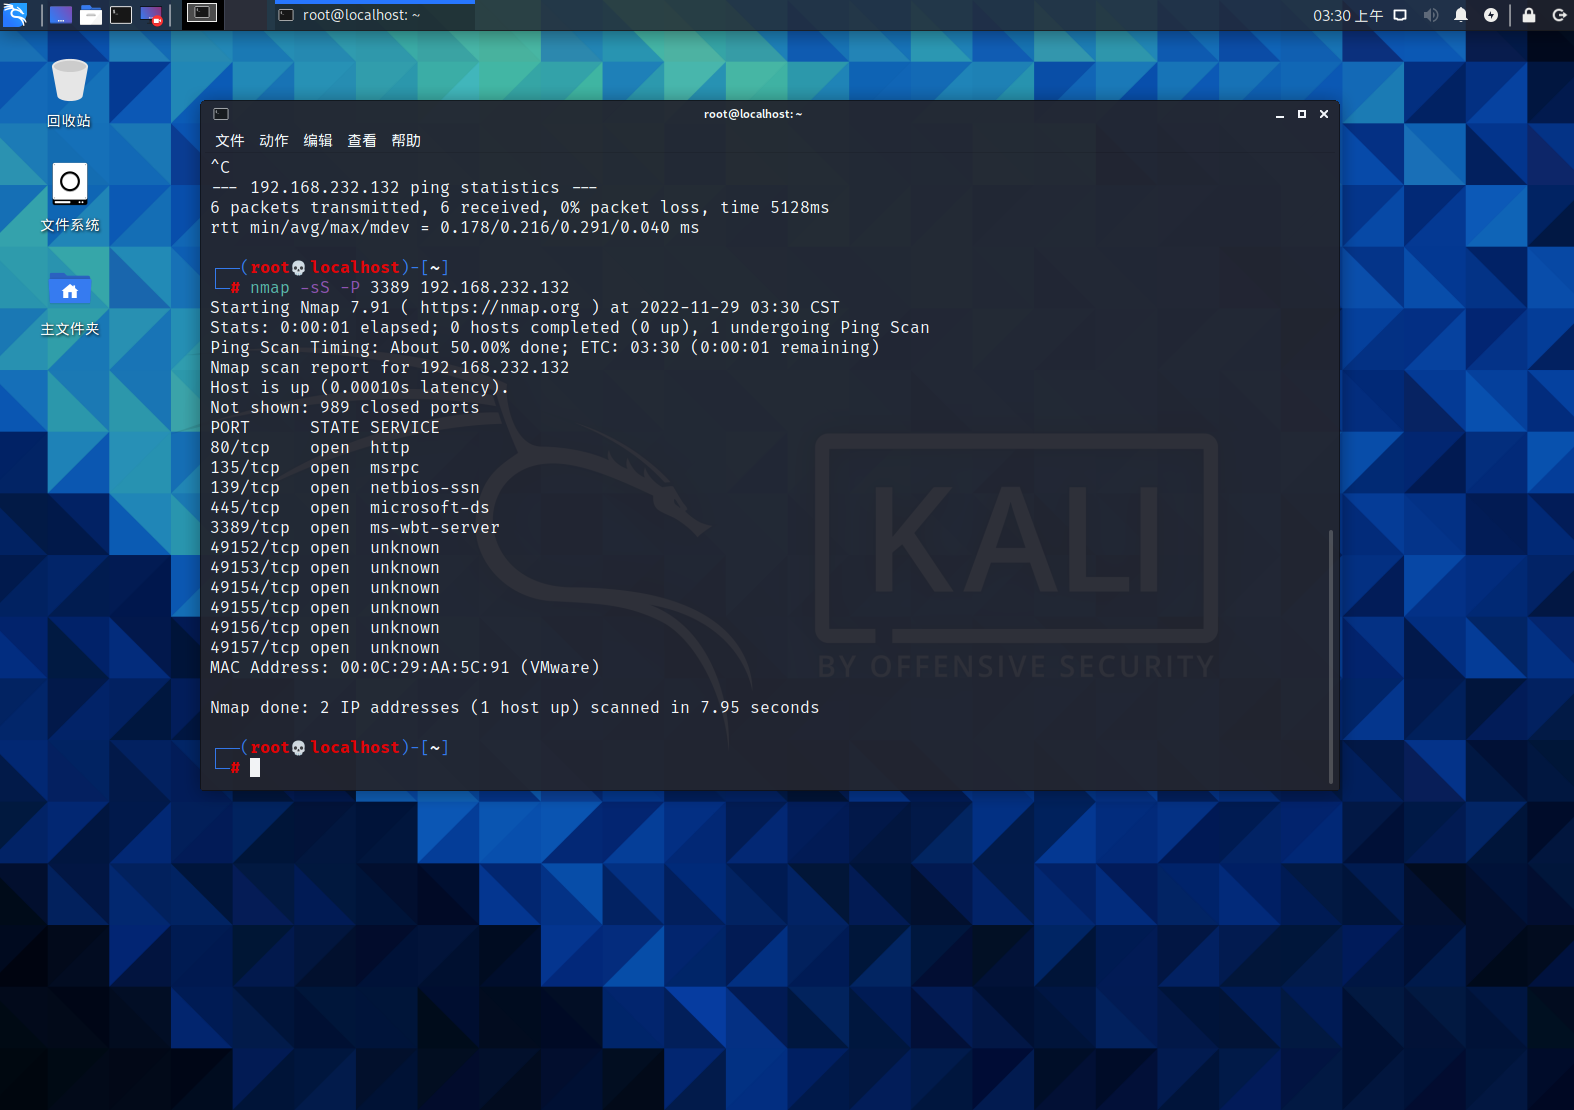 root@localhost: ~
03:30 上午
回收站
文件系统
主文件夹
root@localhost: ~
文件 动作 编辑 查看 帮助
^C
--- 192.168.232.132 ping statistics ---
6 packets transmitted, 6 received, 0% packet loss, time 5128ms
rtt min/avg/max/mdev = 0.178/0.216/0.291/0.040 ms
┌──(root💀localhost)-[~]
└─# nmap -sS -P 3389 192.168.232.132
Starting Nmap 7.91 ( https://nmap.org ) at 2022-11-29 03:30 CST
Stats: 0:00:01 elapsed; 0 hosts completed (0 up), 1 undergoing Ping Scan
Ping Scan Timing: About 50.00% done; ETC: 03:30 (0:00:01 remaining)
Nmap scan report for 192.168.232.132
Host is up (0.00010s latency).
Not shown: 989 closed ports
PORT      STATE SERVICE
80/tcp    open  http
135/tcp   open  msrpc
139/tcp   open  netbios-ssn
445/tcp   open  microsoft-ds
3389/tcp  open  ms-wbt-server
49152/tcp open  unknown
49153/tcp open  unknown
49154/tcp open  unknown
49155/tcp open  unknown
49156/tcp open  unknown
49157/tcp open  unknown
MAC Address: 00:0C:29:AA:5C:91 (VMware)
Nmap done: 2 IP addresses (1 host up) scanned in 7.95 seconds
┌──(root💀localhost)-[~]
└─#
KALI
BY OFFENSIVE SECURITY